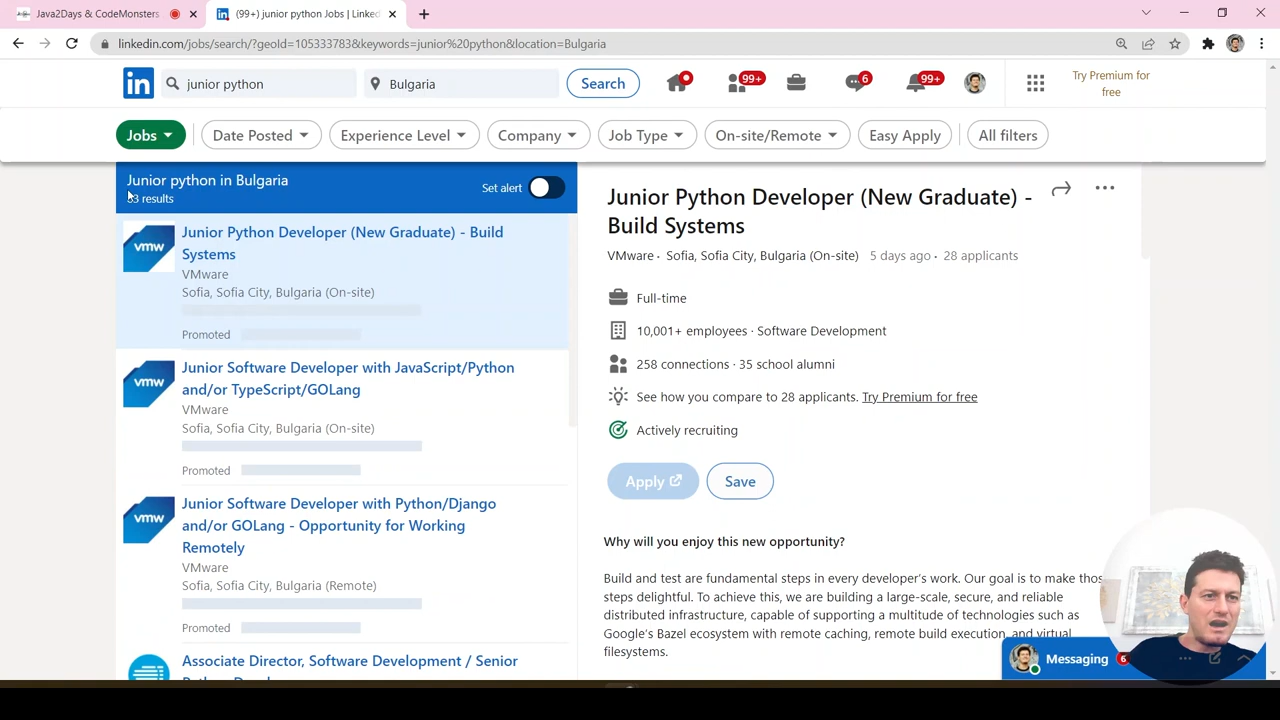 Java2Days & CodeMonsters
(99+) junior python Jobs | Linked
linkedin.com/jobs/search/?geoId=105333783&keywords=junior%20python&location=Bulgaria
in
junior python
Bulgaria
Search
99+
6
99+
Try Premium for
free
Jobs
Date Posted
Experience Level
Company
Job Type
On-site/Remote
Easy Apply
All filters
Junior python in Bulgaria
results
Set alert
vmw
Junior Python Developer (New Graduate) - Build
Systems
VMware
Sofia, Sofia City, Bulgaria (On-site)
Promoted
vmw
Junior Software Developer with JavaScript/Python
and/or TypeScript/GOLang
VMware
Sofia, Sofia City, Bulgaria (On-site)
Promoted
vmw
Junior Software Developer with Python/Django
and/or GOLang - Opportunity for Working
Remotely
VMware
Sofia, Sofia City, Bulgaria (Remote)
Promoted
Associate Director, Software Development / Senior
Junior Python Developer (New Graduate) -
Build Systems
VMware · Sofia, Sofia City, Bulgaria (On-site) 5 days ago · 28 applicants
Full-time
10,001+ employees · Software Development
258 connections · 35 school alumni
See how you compare to 28 applicants. Try Premium for free
Actively recruiting
Apply
Save
Why will you enjoy this new opportunity?
Build and test are fundamental steps in every developer's work. Our goal is to make thos
steps delightful. To achieve this, we are building a large-scale, secure, and reliable
distributed infrastructure, capable of supporting a multitude of technologies such as
Google's Bazel ecosystem with remote caching, remote build execution, and virtual
filesystems.
Messaging
6